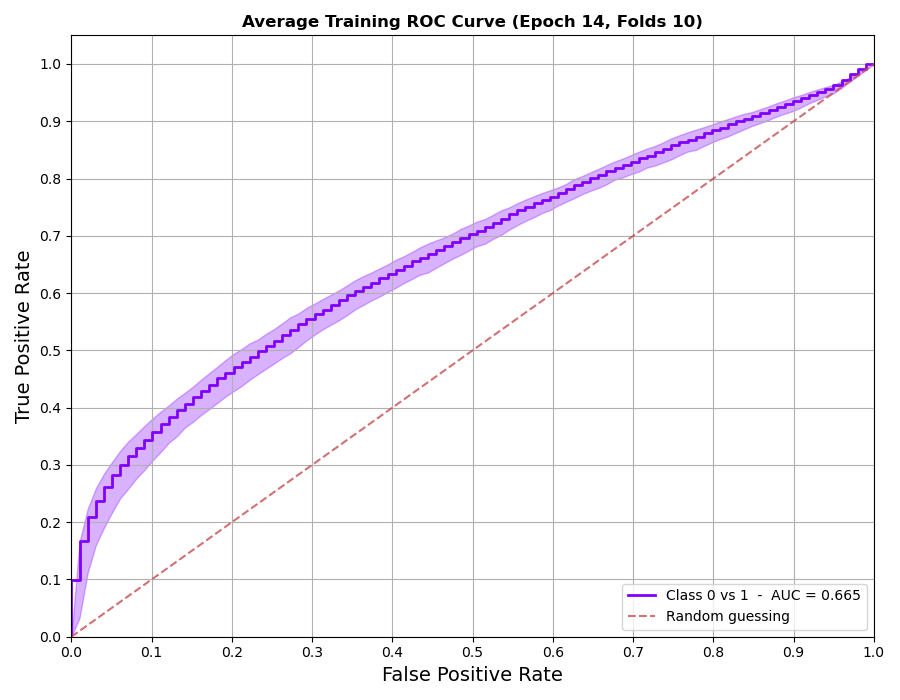 Average Training ROC Curve (Epoch 14, Folds 10)
True Positive Rate
1.0
0.9
0.8
0.7
0.6
0.5
0.4
0.3
0.2
0.1
0.0
Class 0 vs 1 - AUC = 0.665
Random guessing
0.0 0.1 0.2 0.3 0.4 0.5 0.6 0.7 0.8 0.9 1.0
False Positive Rate